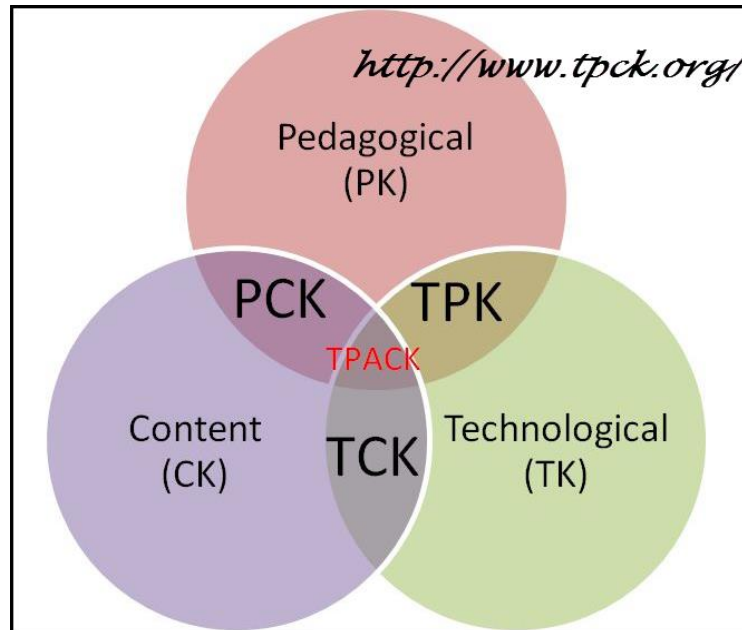 http://www.tpck.org/
Pedagogical
(PK)
PCK
TPK
TPACK
Content
(CK)
TCK
Technological
(TK)